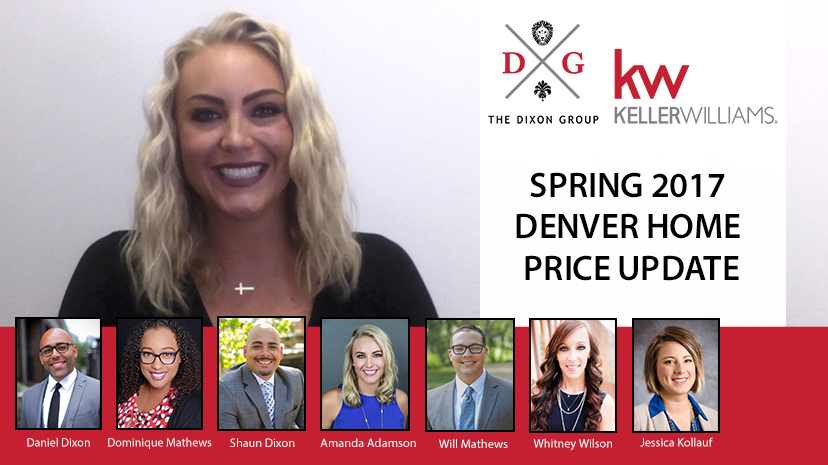 D G
THE DIXON GROUP
kw
KELLERWILLIAMS®
SPRING 2017
DENVER HOME
PRICE UPDATE
Daniel Dixon
Dominique Mathews
Shaun Dixon
Amanda Adamson
Will Mathews
Whitney Wilson
Jessica Kollauf